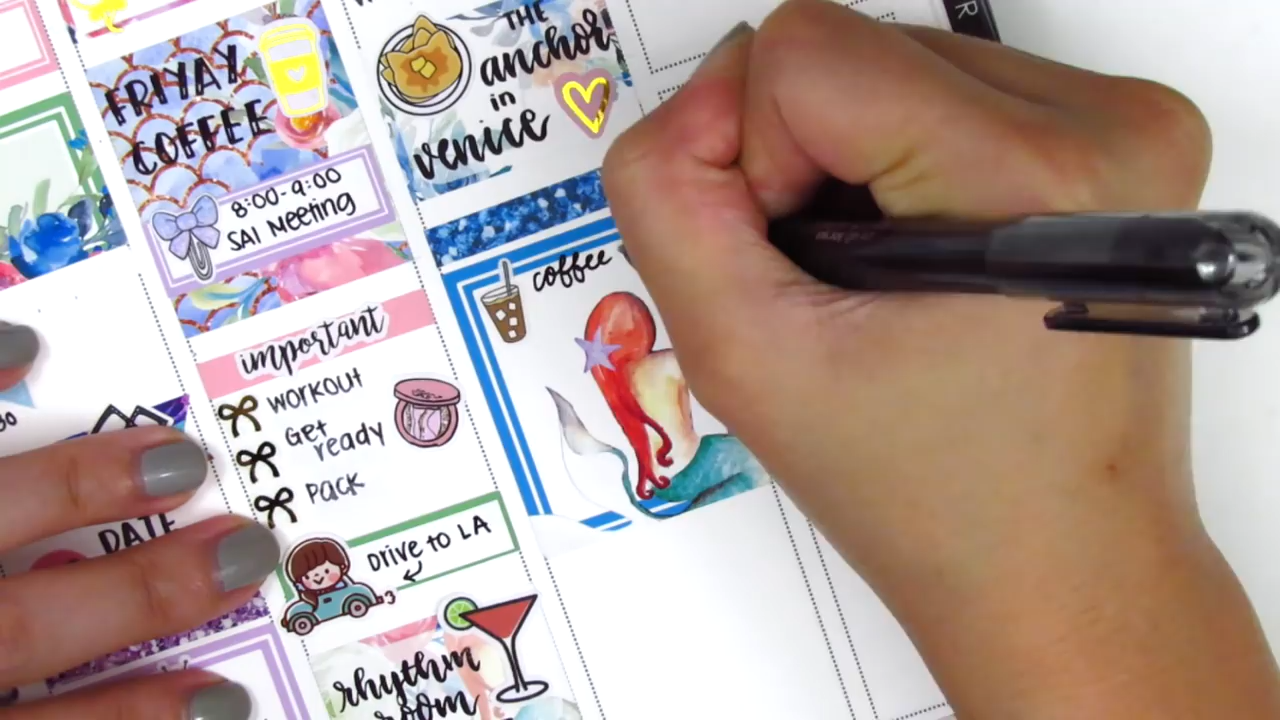 FRIYAY
COFFEE
8:00-9:00
SAI Meeting
important
WORKOUT
Get
ready
PACK
Drive to LA
rhythm
room
THE
anchor
in
venice
coffee
DATE
30
R